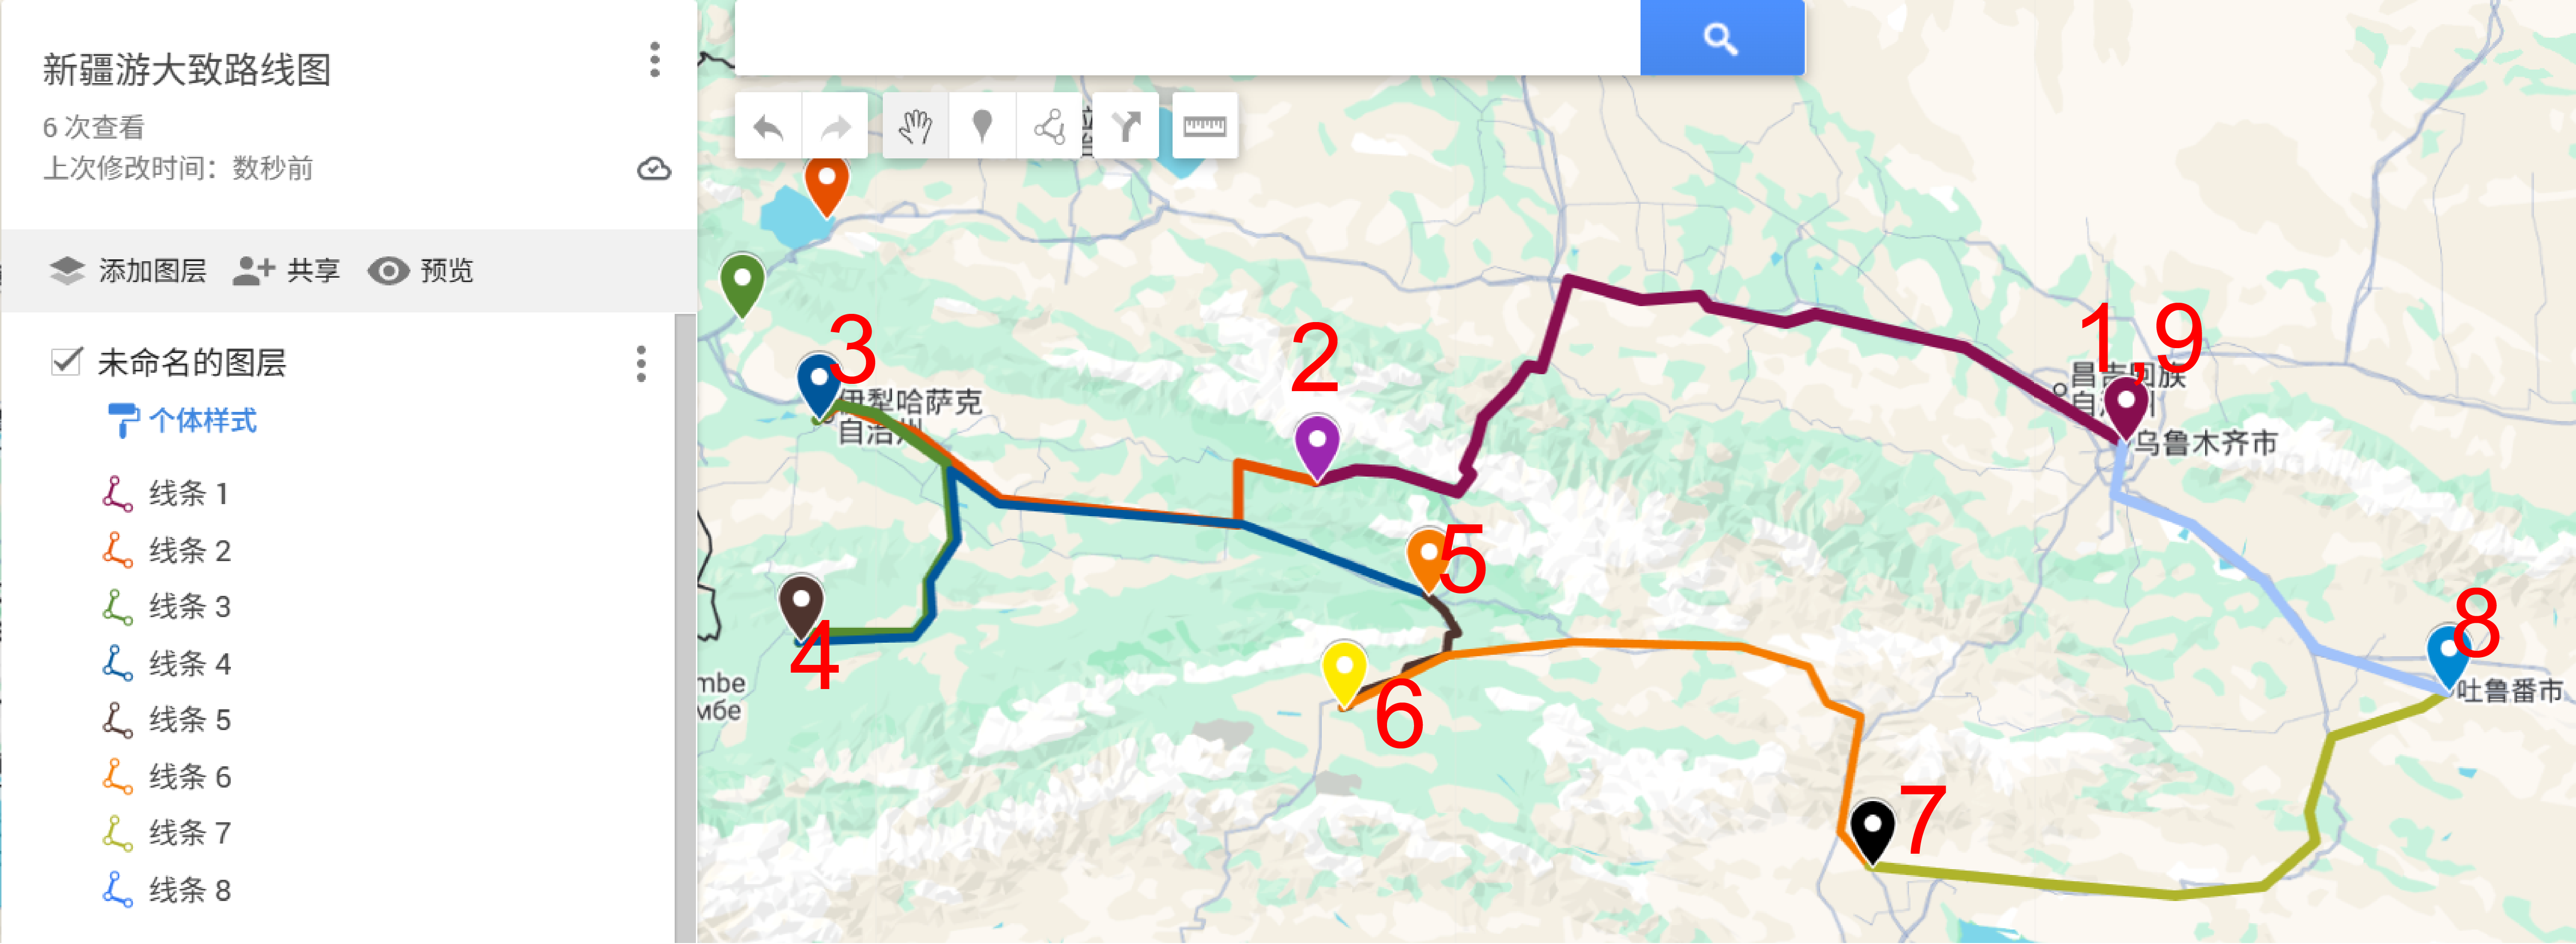 新疆游大致路线图
6 次查看
上次修改时间：数秒前
添加图层 共享 预览
未命名的图层
个体样式
线条 1
线条 2
线条 3
线条 4
线条 5
线条 6
线条 7
线条 8
3
2
1,9
伊犁哈萨克
自治州
昌吉回族
自治州
乌鲁木齐市
5
8
4
6
mbe
мбе
吐鲁番市
7